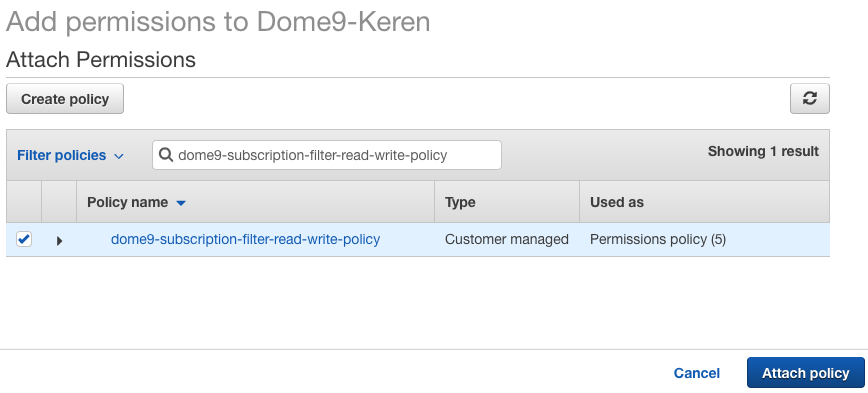 Add permissions to Dome9-Keren
Attach Permissions
Create policy
Filter policies dome9-subscription-filter-read-write-policy Showing 1 result
Policy name Type Used as
dome9-subscription-filter-read-write-policy Customer managed Permissions policy (5)
Cancel Attach policy